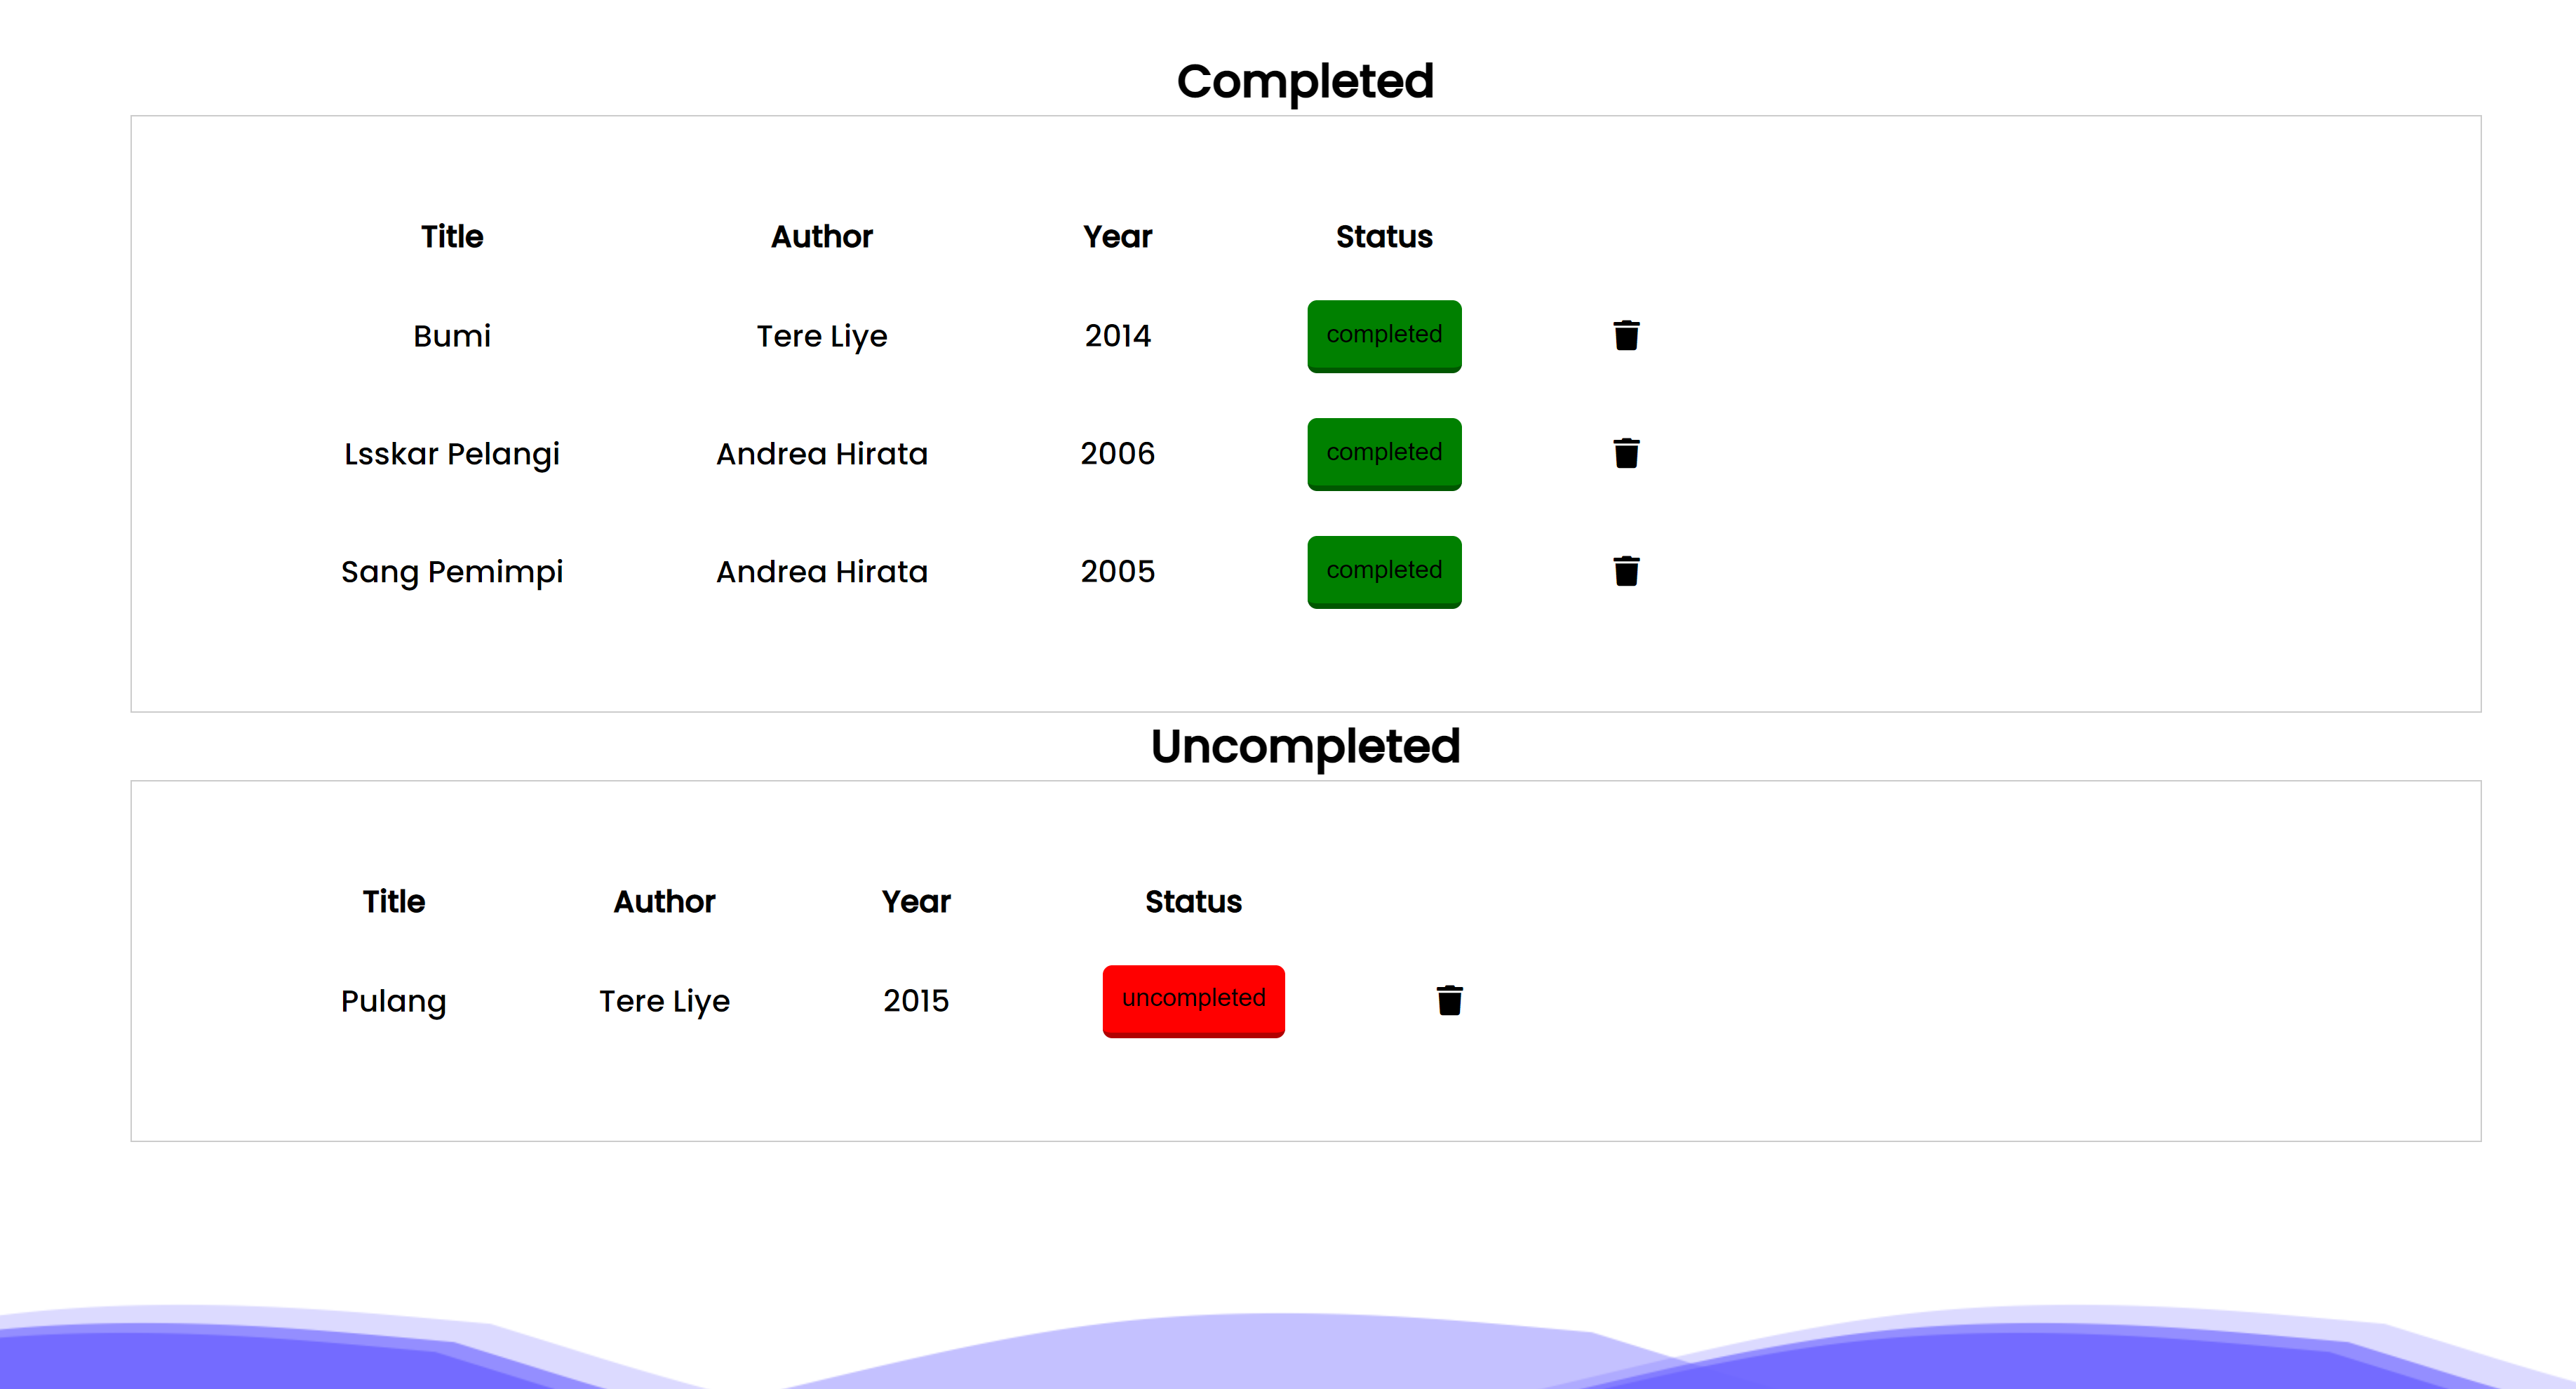 Completed
Title Author Year Status
Bumi Tere Liye 2014 completed
Lsskar Pelangi Andrea Hirata 2006 completed
Sang Pemimpi Andrea Hirata 2005 completed
Uncompleted
Title Author Year Status
Pulang Tere Liye 2015 uncompleted